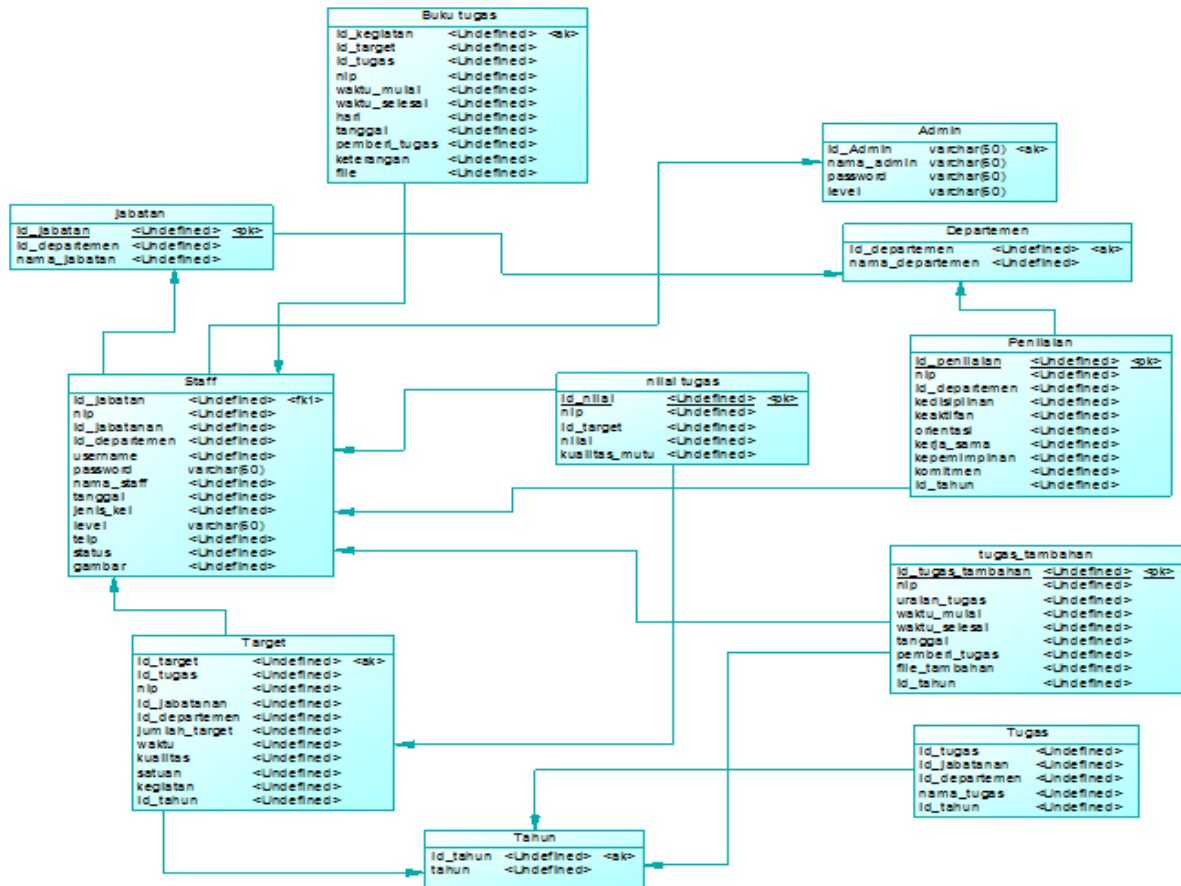 Buku tugas
id_kegiatan <Undefined> <ak>
id_target <Undefined>
id_tugas <Undefined>
nip <Undefined>
waktu_mulai <Undefined>
waktu_selesai <Undefined>
hari <Undefined>
tanggal <Undefined>
pemberi_tugas <Undefined>
keterangan <Undefined>
file <Undefined>
Admin
id_Admin varchar(50) <ak>
nama_admin varchar(50)
password varchar(50)
level varchar(50)
jabatan
id_jabatan <Undefined> <pk>
id_departemen <Undefined>
nama_jabatan <Undefined>
Departemen
id_departemen <Undefined> <ak>
nama_departemen <Undefined>
Penilaian
id_penilaian <Undefined> <pk>
nip <Undefined>
id_departemen <Undefined>
kedisiplinan <Undefined>
keaktifan <Undefined>
orientasi <Undefined>
kerja_sama <Undefined>
kepemimpinan <Undefined>
komitmen <Undefined>
id_tahun <Undefined>
Staff
id_jabatan <Undefined> <fk1>
nip <Undefined>
id_jabatanan <Undefined>
id_departemen <Undefined>
username <Undefined>
password varchar(50)
nama_staff <Undefined>
tanggal <Undefined>
jenis_kel <Undefined>
level varchar(50)
telp <Undefined>
status <Undefined>
gambar <Undefined>
nilai tugas
id_nilai <Undefined> <pk>
nip <Undefined>
id_target <Undefined>
nilai <Undefined>
kualitas_mutu <Undefined>
tugas_tambahan
id_tugas_tambahan <Undefined> <pk>
nip <Undefined>
uraian_tugas <Undefined>
waktu_mulai <Undefined>
waktu_selesai <Undefined>
tanggal <Undefined>
pemberi_tugas <Undefined>
file_tambahan <Undefined>
id_tahun <Undefined>
Target
id_target <Undefined> <ak>
id_tugas <Undefined>
nip <Undefined>
id_jabatanan <Undefined>
id_departemen <Undefined>
jumlah_target <Undefined>
waktu <Undefined>
kualitas <Undefined>
satuan <Undefined>
kegiatan <Undefined>
id_tahun <Undefined>
Tugas
id_tugas <Undefined>
id_jabatanan <Undefined>
id_departemen <Undefined>
nama_tugas <Undefined>
id_tahun <Undefined>
Tahun
id_tahun <Undefined> <ak>
tahun <Undefined>